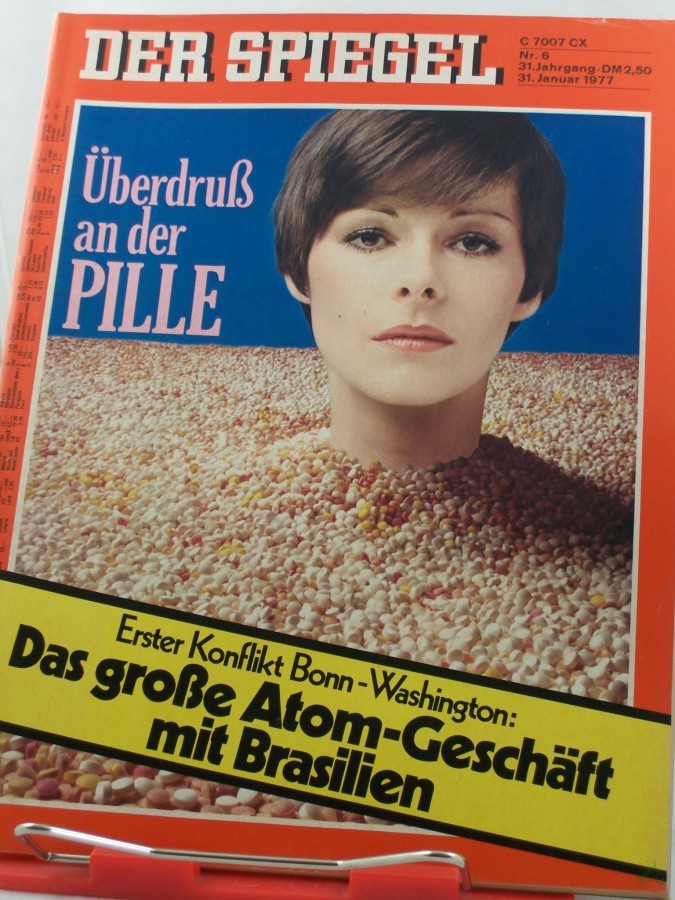 DER SPIEGEL
C 7007 CX
Nr. 6
31. Jahrgang-DM 2,50
31. Januar 1977
Überdruß
an der
PILLE
Erster Konflikt Bonn-Washington:
Das große Atom-Geschäft
mit Brasilien